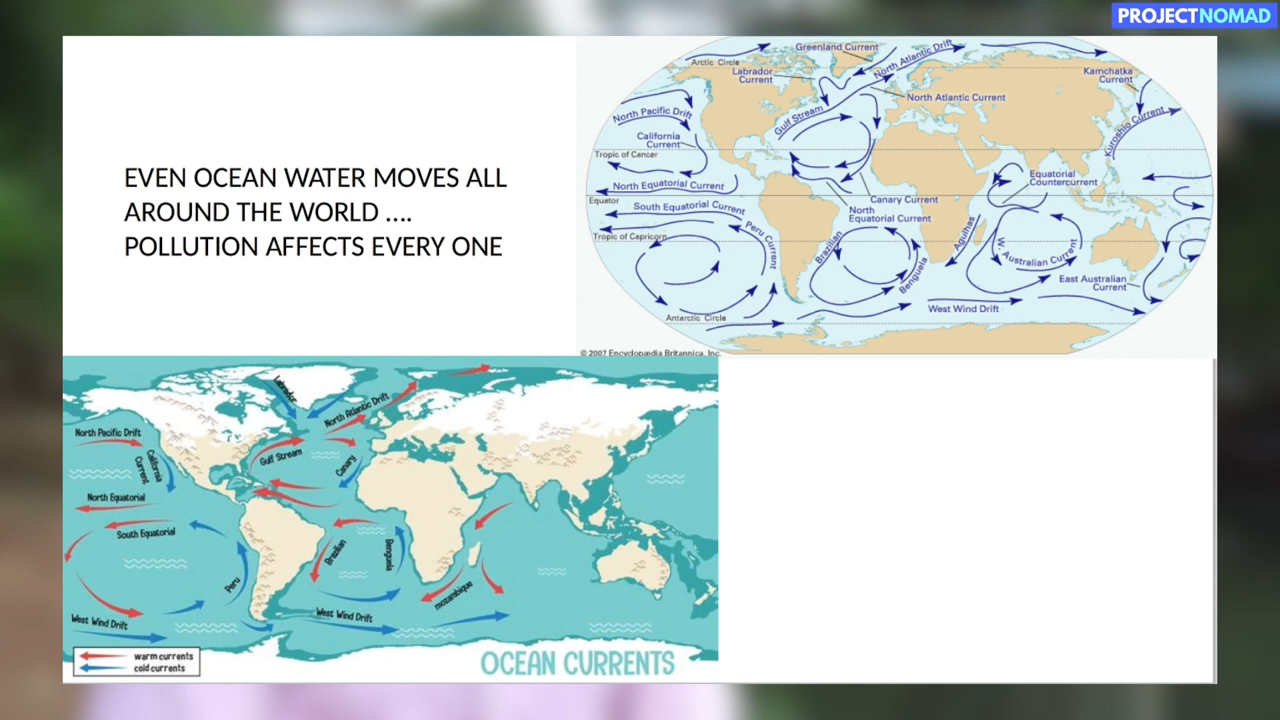 PROJECTNOMAD
EVEN OCEAN WATER MOVES ALL
AROUND THE WORLD ....
POLLUTION AFFECTS EVERY ONE
Greenland Current
Arctic Circle
Labrador
Current
North Atlantic Drift
Kamchatka
Current
North Atlantic Current
North Pacific Drift
Gulf Stream
Kuroshio Current
California
Current
Tropic of Cancer
North Equatorial Current
Equatorial
Countercurrent
Equator
South Equatorial Current
Canary Current
North
Equatorial Current
Tropic of Capricorn
Peru Current
Brazilian
Benguela
Agulhas
W. Australian Current
East Australian
Current
West Wind Drift
Antarctic Circle
© 2007 Encyclopædia Britannica, Inc.
Labrador
North Atlantic Drift
North Pacific Drift
California
Current
Gulf Stream
Canary
North Equatorial
South Equatorial
Brazilian
Benguela
Peru
mozambique
West Wind Drift
West Wind Drift
warm currents
cold currents
OCEAN CURRENTS